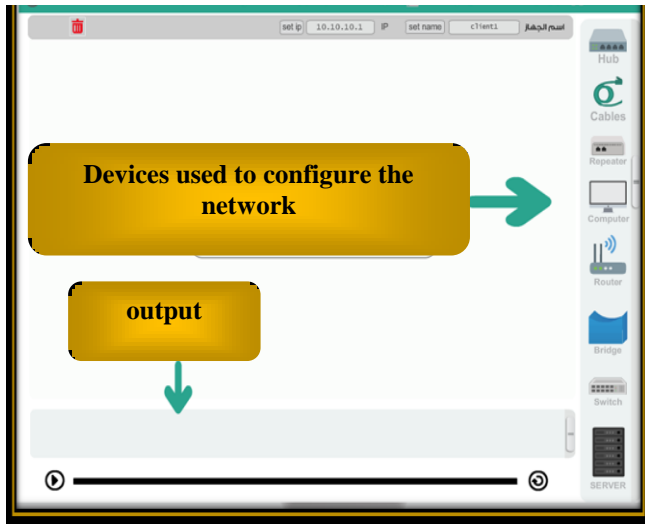 set ip 10.10.10.1 IP set name client1 اسم الجهاز
Hub
Cables
Repeater
Devices used to configure the
network
Computer
Router
output
Bridge
Switch
SERVER